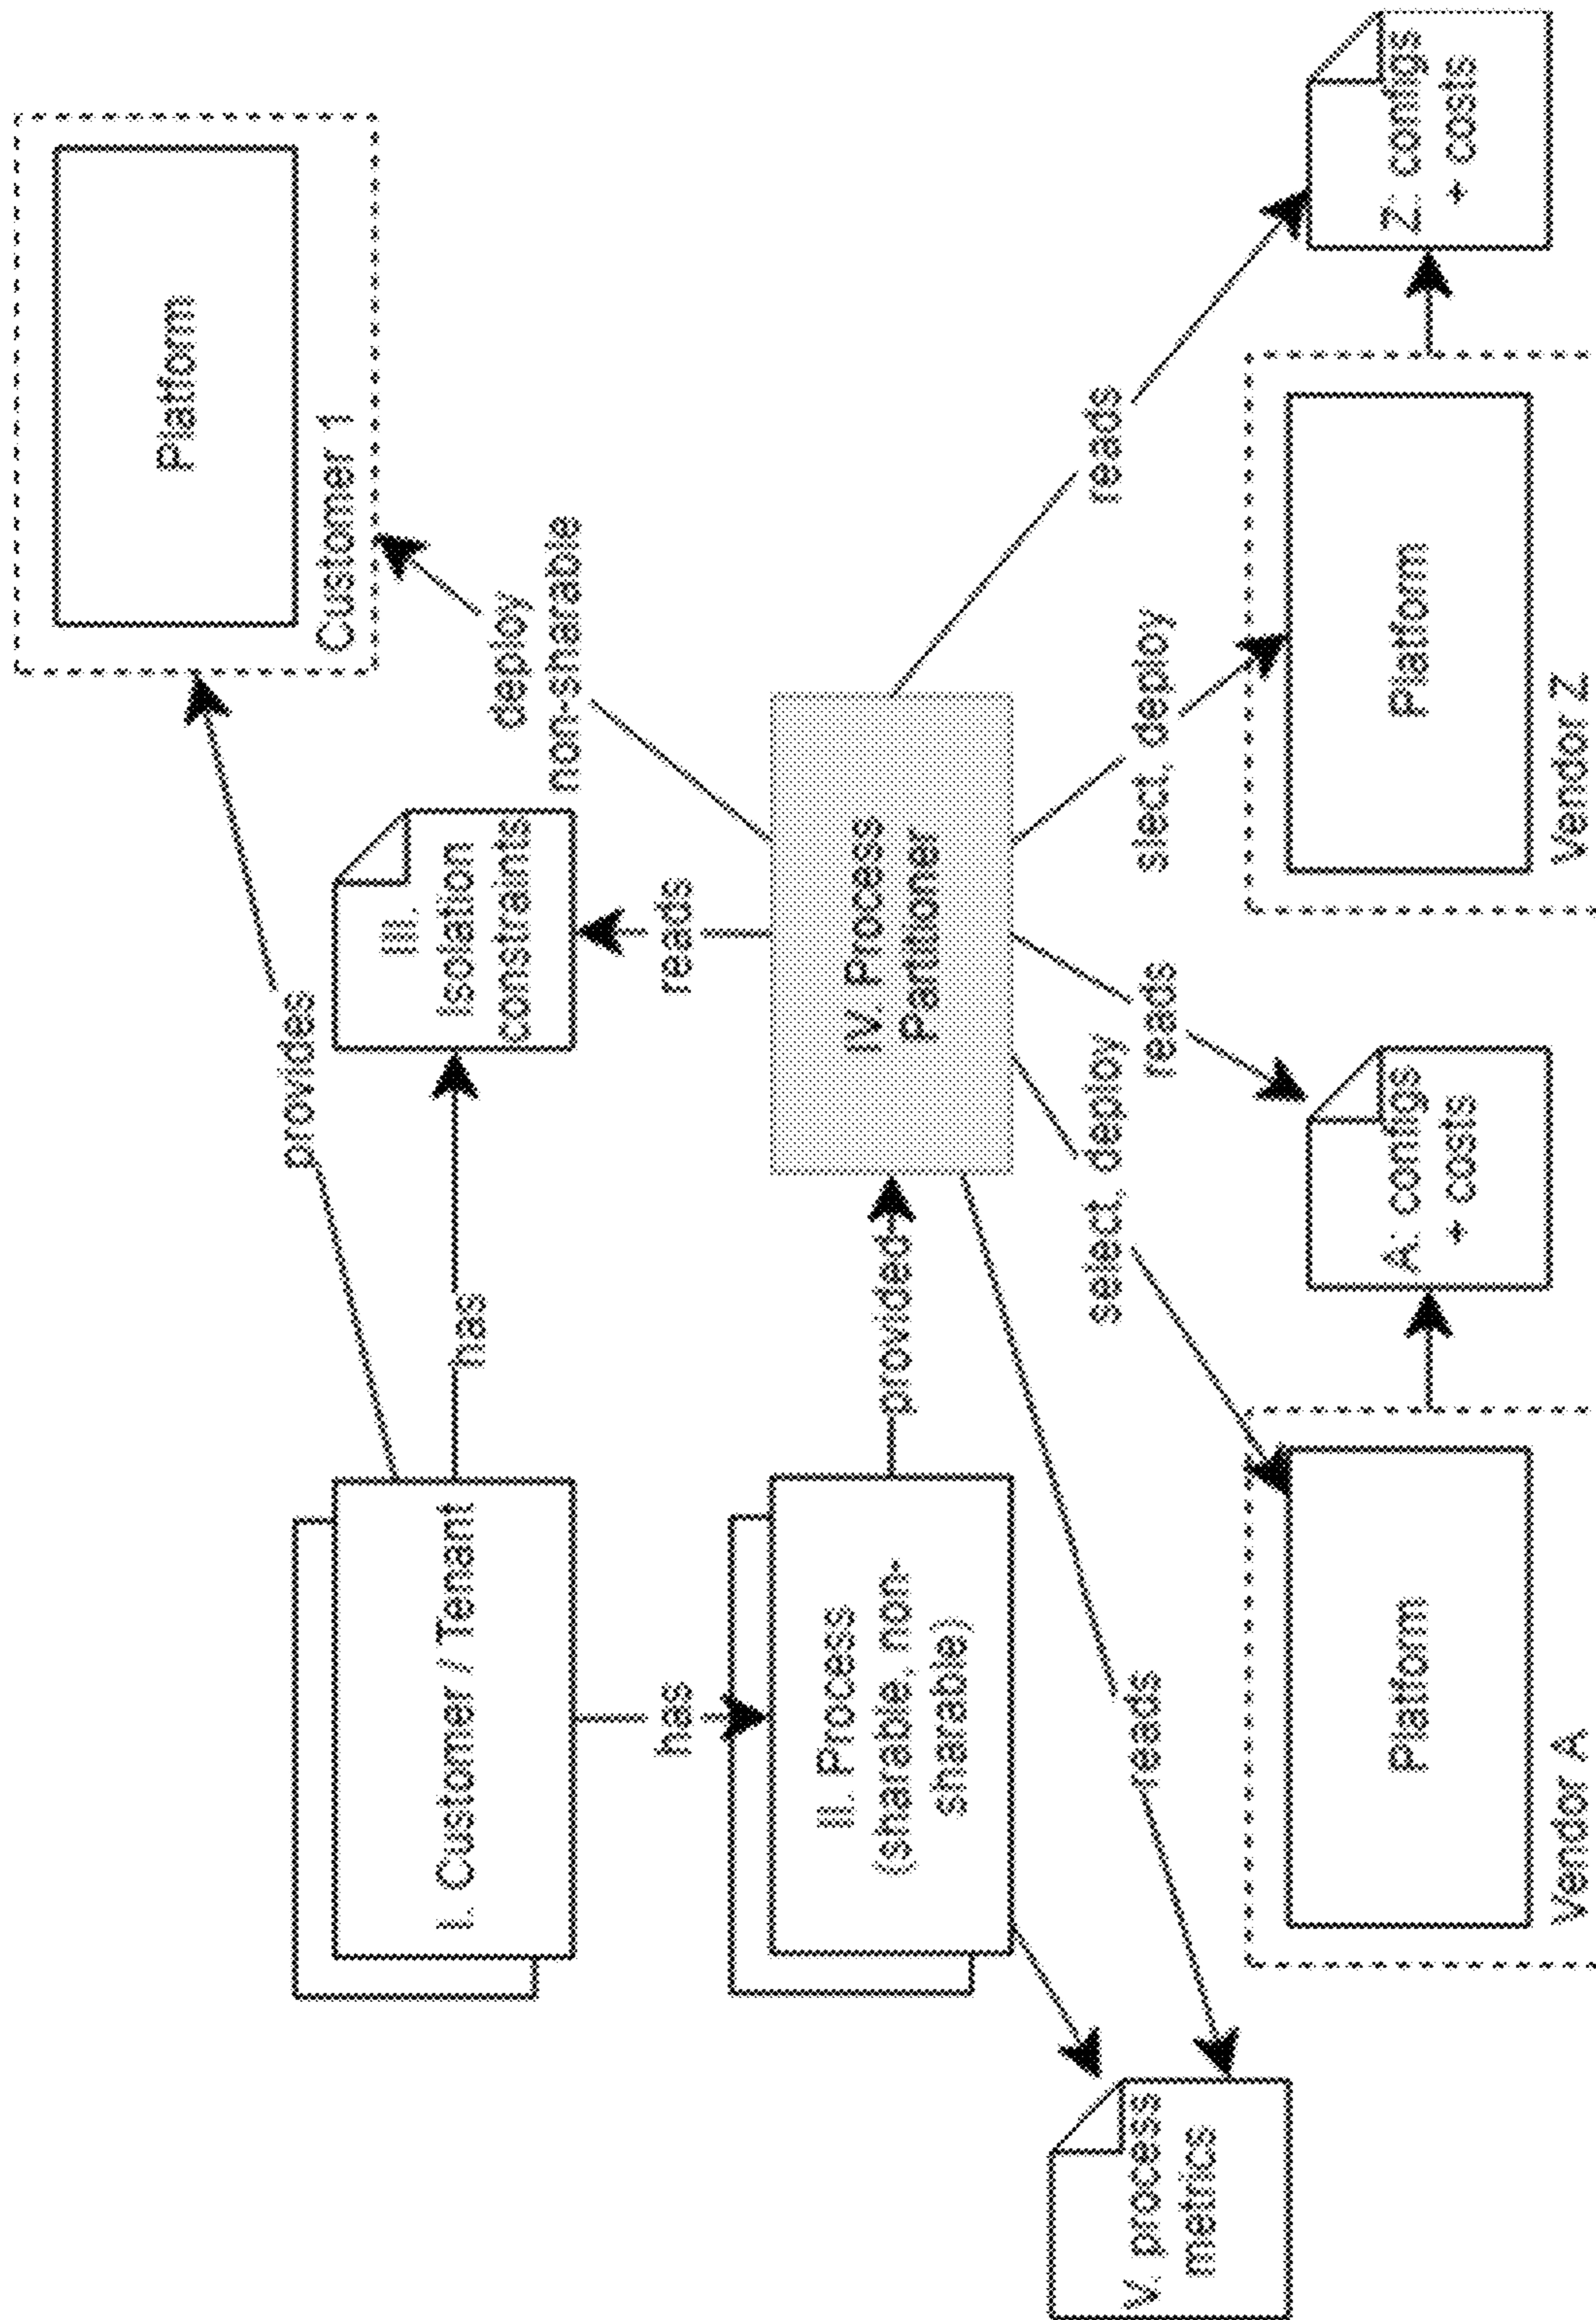 Platform
Customer 1
provides
I. Customer / Tenant
has
III.
Isolation
constraints
deploy
non-sharable
has
reads
II. Process
(sharable, non-
sharable)
provided
IV. Process
Partitioner
V. process
metrics
reads
select, deploy
reads
slect, deploy
reads
Platform
Vendor A
A: configs
+ costs
Platform
Vendor Z
Z: configs
+ costs